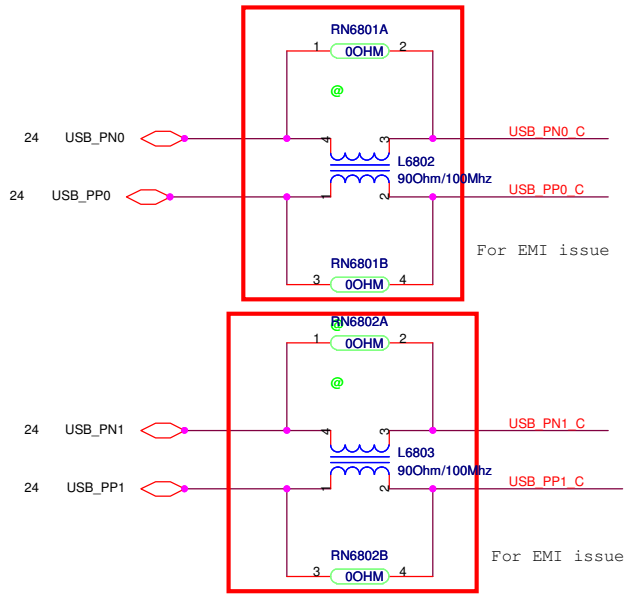 RN6801A
1 0OHM 2
@
24 USB_PN0 4 3 USB_PN0_C
L6802
90Ohm/100Mhz
24 USB_PP0 1 2 USB_PP0_C
For EMI issue
RN6801B
3 0OHM 4
RN6802A
@
1 0OHM 2
@
24 USB_PN1 4 3 USB_PN1_C
L6803
90Ohm/100Mhz
24 USB_PP1 1 2 USB_PP1_C
For EMI issue
RN6802B
3 0OHM 4